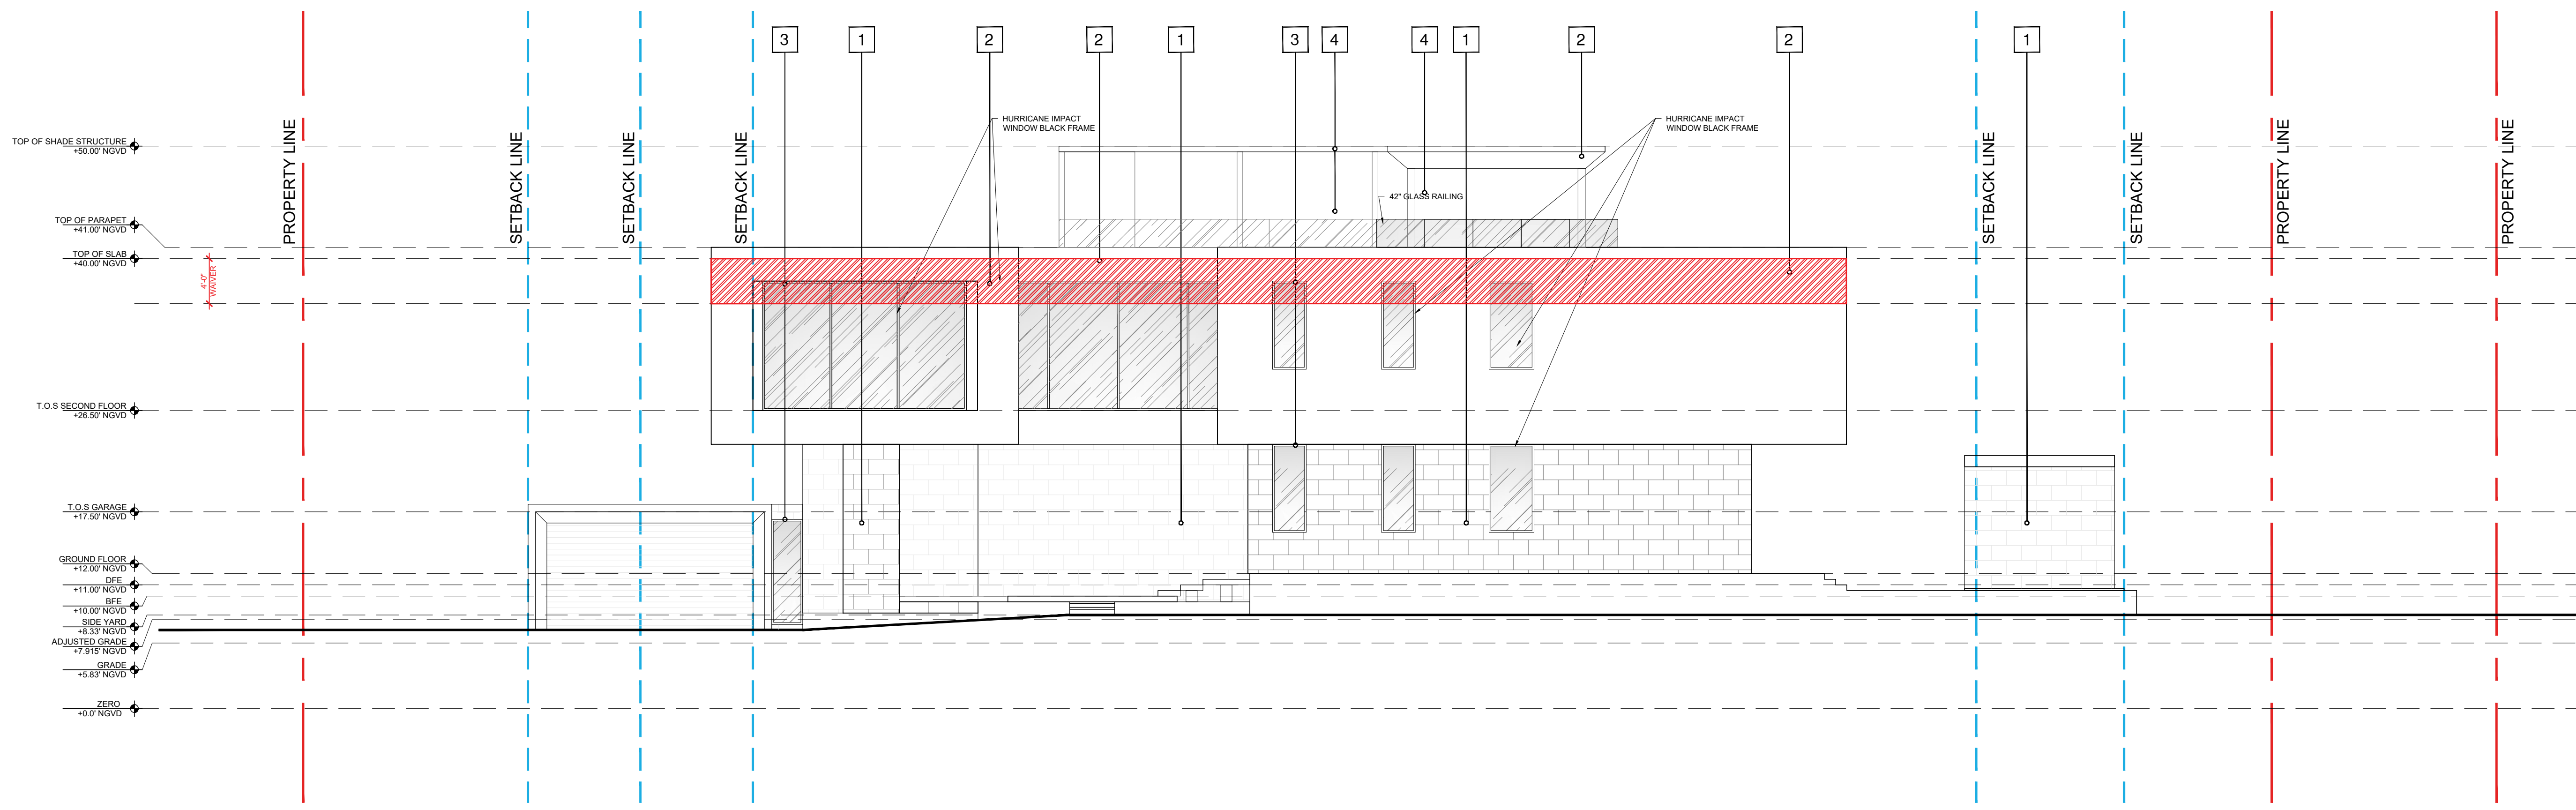 3
1
2
2
1
3
4
4
1
2
2
1
HURRICANE IMPACT
WINDOW BLACK FRAME
HURRICANE IMPACT
WINDOW BLACK FRAME
42" GLASS RAILING
PROPERTY LINE
SETBACK LINE
SETBACK LINE
SETBACK LINE
SETBACK LINE
SETBACK LINE
PROPERTY LINE
PROPERTY LINE
TOP OF SHADE STRUCTURE
+50.00' NGVD
TOP OF PARAPET
+41.00' NGVD
TOP OF SLAB
+40.00' NGVD
4'-0"
WAIVER
T.O.S SECOND FLOOR
+26.50' NGVD
T.O.S GARAGE
+17.50' NGVD
GROUND FLOOR
+12.00' NGVD
DFE
+11.00' NGVD
BFE
+10.00' NGVD
SIDE YARD
+8.33' NGVD
ADJUSTED GRADE
+7.915' NGVD
GRADE
+5.83' NGVD
ZERO
+0.0' NGVD